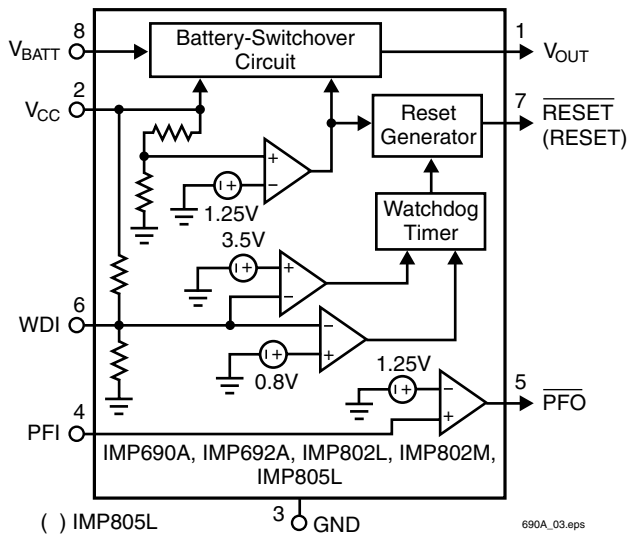 8
V_BATT
Battery-Switchover
Circuit
1
V_OUT
2
V_CC
Reset
Generator
7
RESET
(RESET)
+
−
1.25V
Watchdog
Timer
3.5V
+
−
6
WDI
−
+
0.8V
1.25V
−
+
5
PFO
4
PFI
IMP690A, IMP692A, IMP802L, IMP802M,
IMP805L
( ) IMP805L
3
GND
690A_03.eps